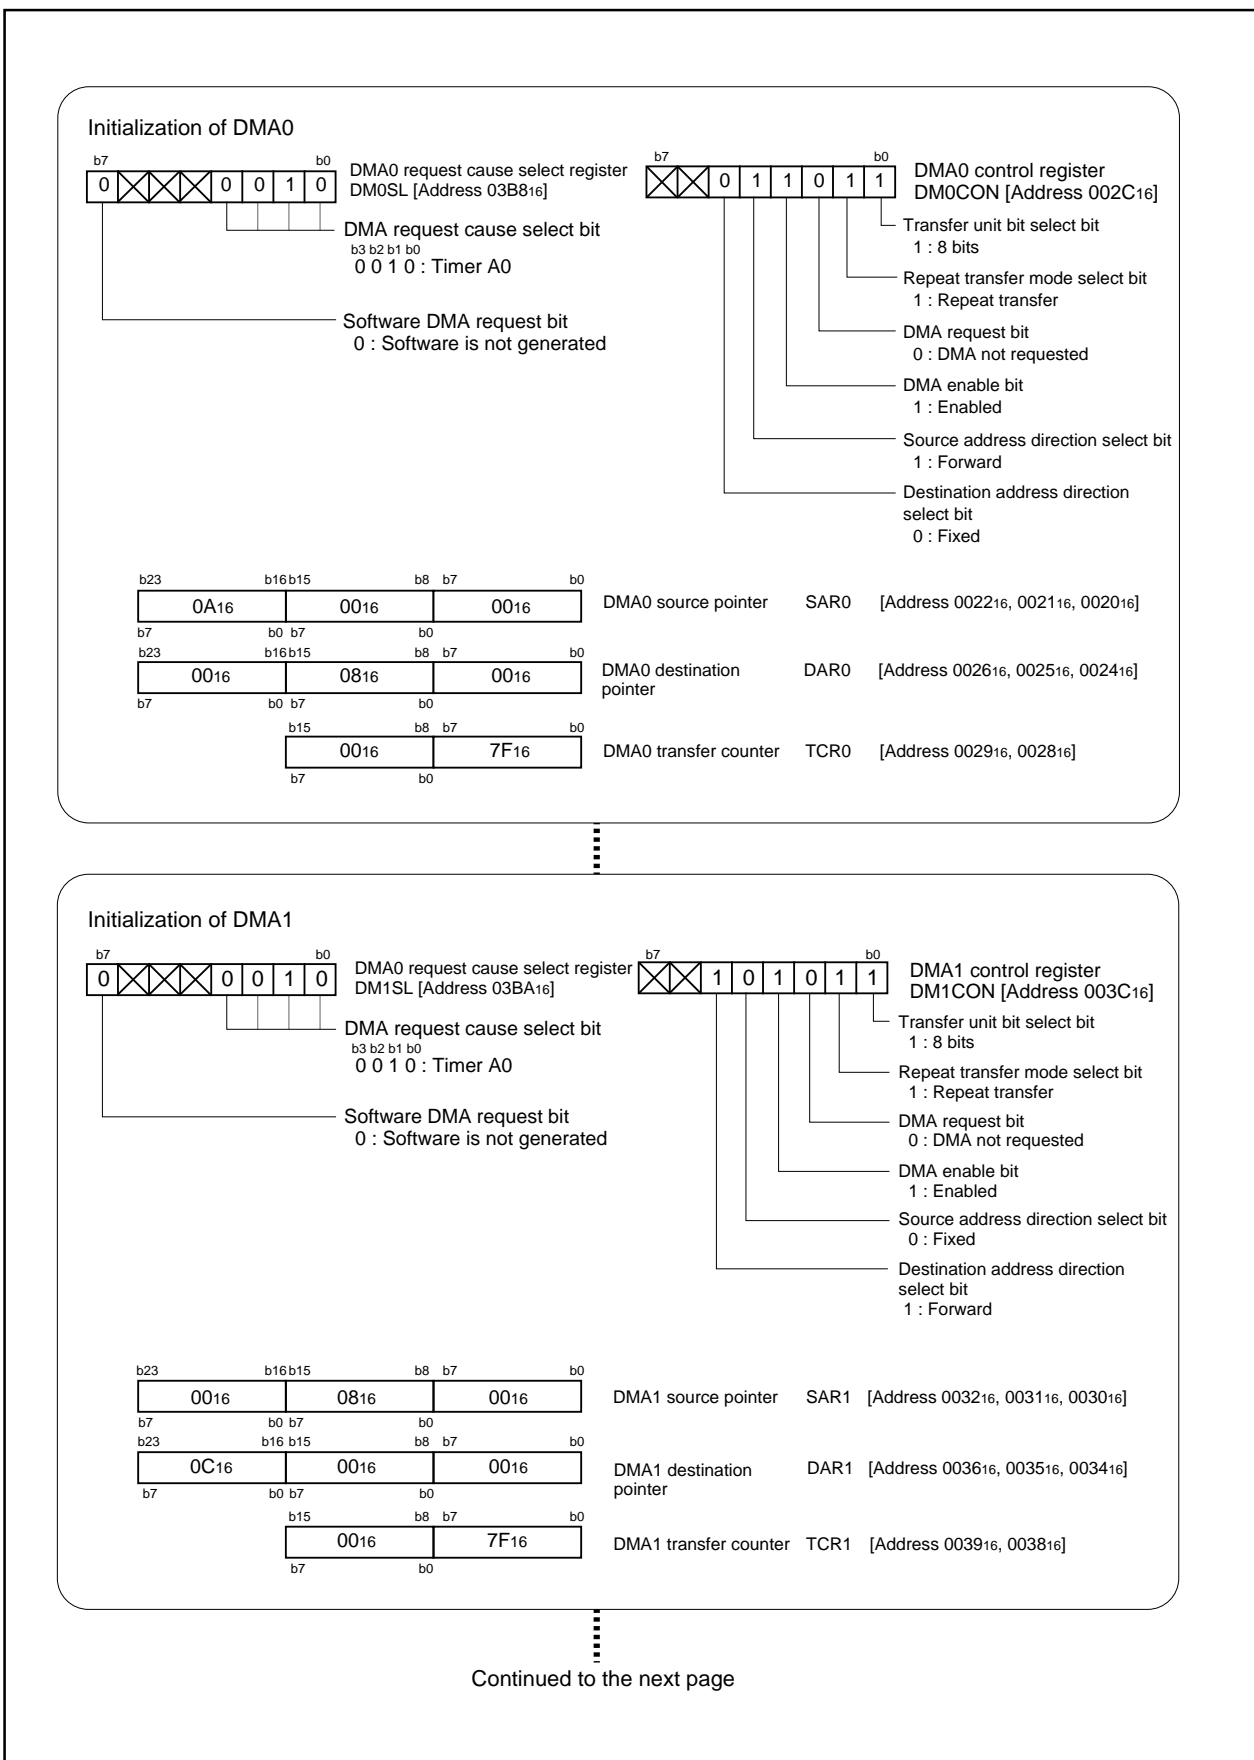 Initialization of DMA0
b7 b0
0 0 0 1 0
DMA0 request cause select register
DM0SL [Address 03B816]
DMA request cause select bit
b3 b2 b1 b0
0 0 1 0 : Timer A0
Software DMA request bit
0 : Software is not generated
b7 b0
0 1 1 0 1 1
DMA0 control register
DM0CON [Address 002C16]
Transfer unit bit select bit
1 : 8 bits
Repeat transfer mode select bit
1 : Repeat transfer
DMA request bit
0 : DMA not requested
DMA enable bit
1 : Enabled
Source address direction select bit
1 : Forward
Destination address direction
select bit
0 : Fixed
b23 b16 b15 b8 b7 b0
0A16 0016 0016 DMA0 source pointer SAR0 [Address 002216, 002116, 002016]
b7 b0 b7 b0
b23 b16 b15 b8 b7 b0
0016 0816 0016 DMA0 destination
pointer DAR0 [Address 002616, 002516, 002416]
b7 b0 b7 b0
b15 b8 b7 b0
0016 7F16 DMA0 transfer counter TCR0 [Address 002916, 002816]
b7 b0
Initialization of DMA1
b7 b0
0 0 0 1 0
DMA0 request cause select register
DM1SL [Address 03BA16]
DMA request cause select bit
b3 b2 b1 b0
0 0 1 0 : Timer A0
Software DMA request bit
0 : Software is not generated
b7 b0
1 0 1 0 1 1
DMA1 control register
DM1CON [Address 003C16]
Transfer unit bit select bit
1 : 8 bits
Repeat transfer mode select bit
1 : Repeat transfer
DMA request bit
0 : DMA not requested
DMA enable bit
1 : Enabled
Source address direction select bit
0 : Fixed
Destination address direction
select bit
1 : Forward
b23 b16 b15 b8 b7 b0
0016 0816 0016 DMA1 source pointer SAR1 [Address 003216, 003116, 003016]
b7 b0 b7 b0
b23 b16 b15 b8 b7 b0
0C16 0016 0016 DMA1 destination
pointer DAR1 [Address 003616, 003516, 003416]
b7 b0 b7 b0
b15 b8 b7 b0
0016 7F16 DMA1 transfer counter TCR1 [Address 003916, 003816]
b7 b0
Continued to the next page